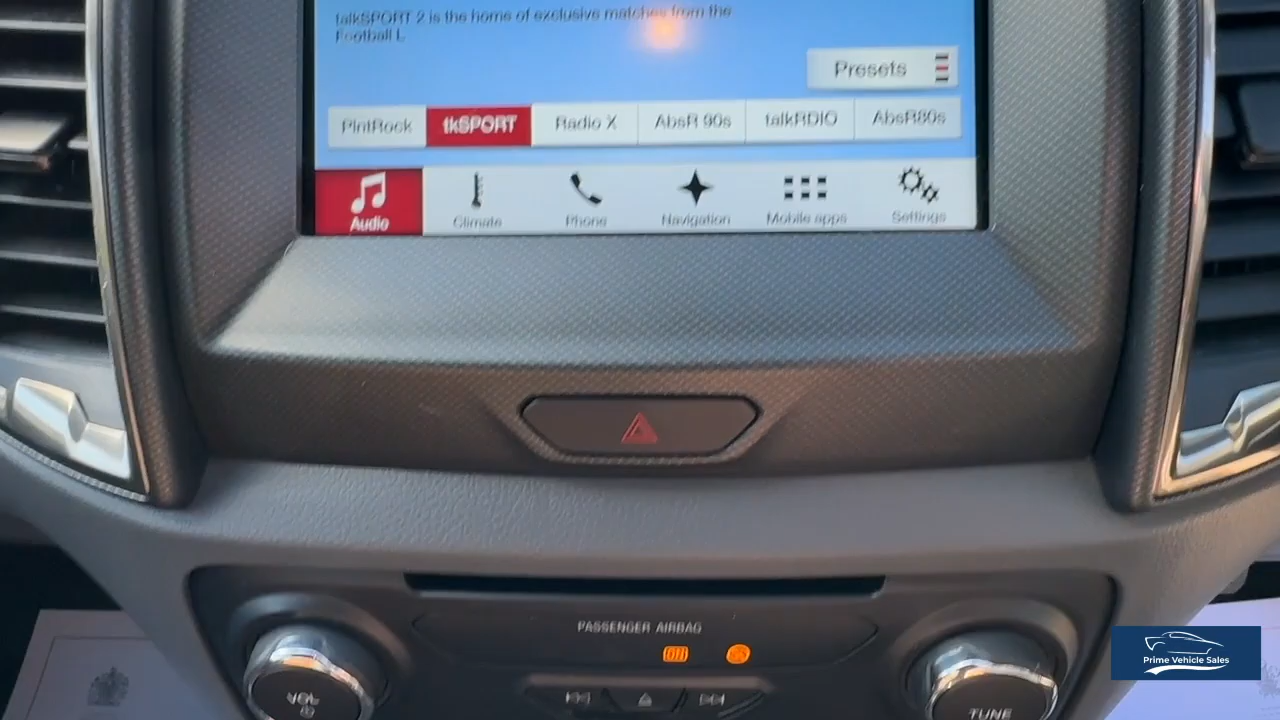 talkSPORT 2 is the home of exclusive matches from the
Football L
Presets
PlntRock tkSPORT Radio X AbsR 90s talkRDIO AbsR80s
Audio Climate Phone Navigation Mobile apps Settings
PASSENGER AIRBAG
OFF
VOL
TUNE
Prime Vehicle Sales